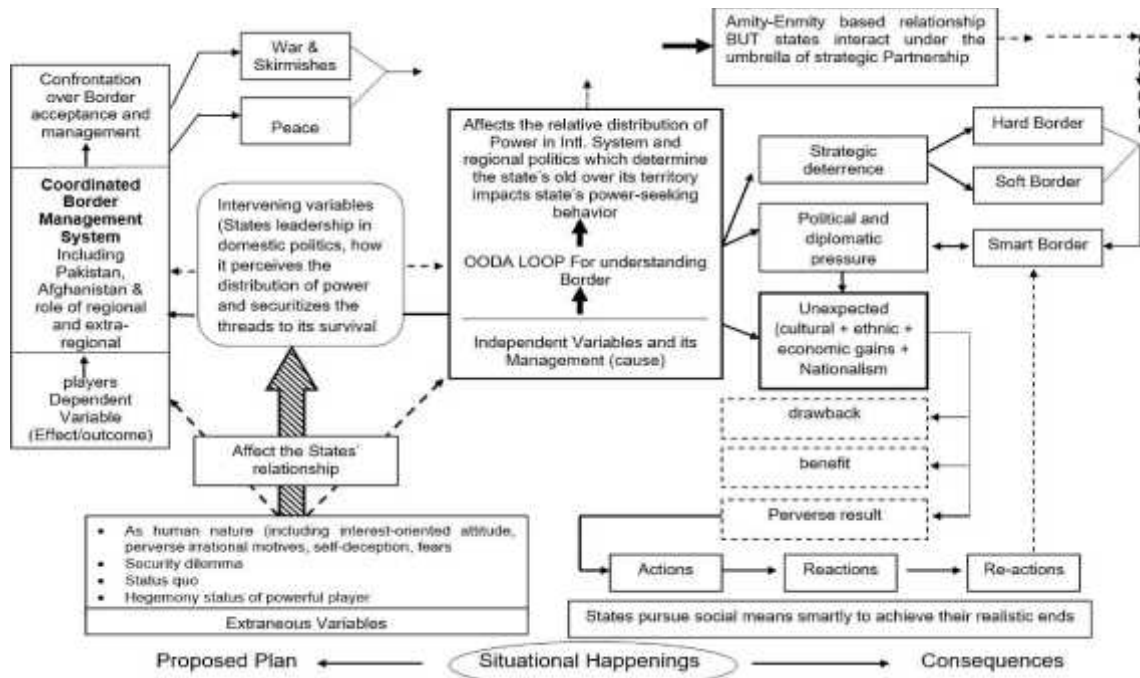 Amity-Enmity based relationship
BUT states interact under the
umbrella of strategic Partnership
War &
Skirmishes
Peace
Confrontation
over Border
acceptance and
management
Coordinated
Border
Management
System
Including
Pakistan,
Afghanistan &
role of regional
and extra-
regional
players
Dependent
Variable
(Effect/outcome)
Intervening variables
(States leadership in
domestic politics, how
it perceives the
distribution of power
and securitizes the
threads to its survival
Affects the relative distribution of
Power in Intl. System and
regional politics which determine
the state's old over its territory
impacts state's power-seeking
behavior
OODA LOOP For understanding
Border
Independent Variables and its
Management (cause)
Strategic
deterrence
Hard Border
Soft Border
Political and
diplomatic
pressure
Smart Border
Unexpected
(cultural + ethnic +
economic gains +
Nationalism
drawback
benefit
Perverse result
Affect the States'
relationship
• As human nature (including interest-oriented attitude,
perverse irrational motives, self-deception, fears
• Security dilemma
• Status quo
• Hegemony status of powerful player
Extraneous Variables
Actions
Reactions
Re-actions
States pursue social means smartly to achieve their realistic ends
Proposed Plan
Situational Happenings
Consequences